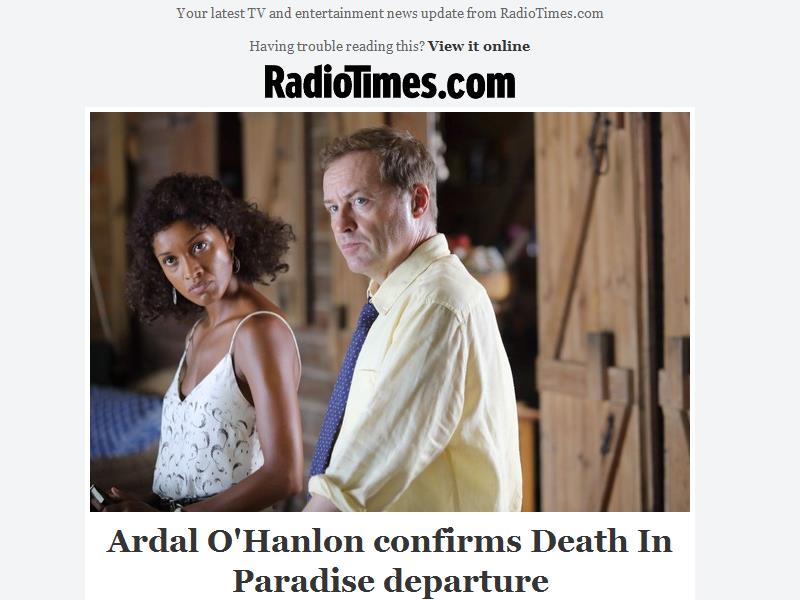 Your latest TV and entertainment news update from RadioTimes.com
Having trouble reading this? View it online
RadioTimes.com
Ardal O'Hanlon confirms Death In
Paradise departure